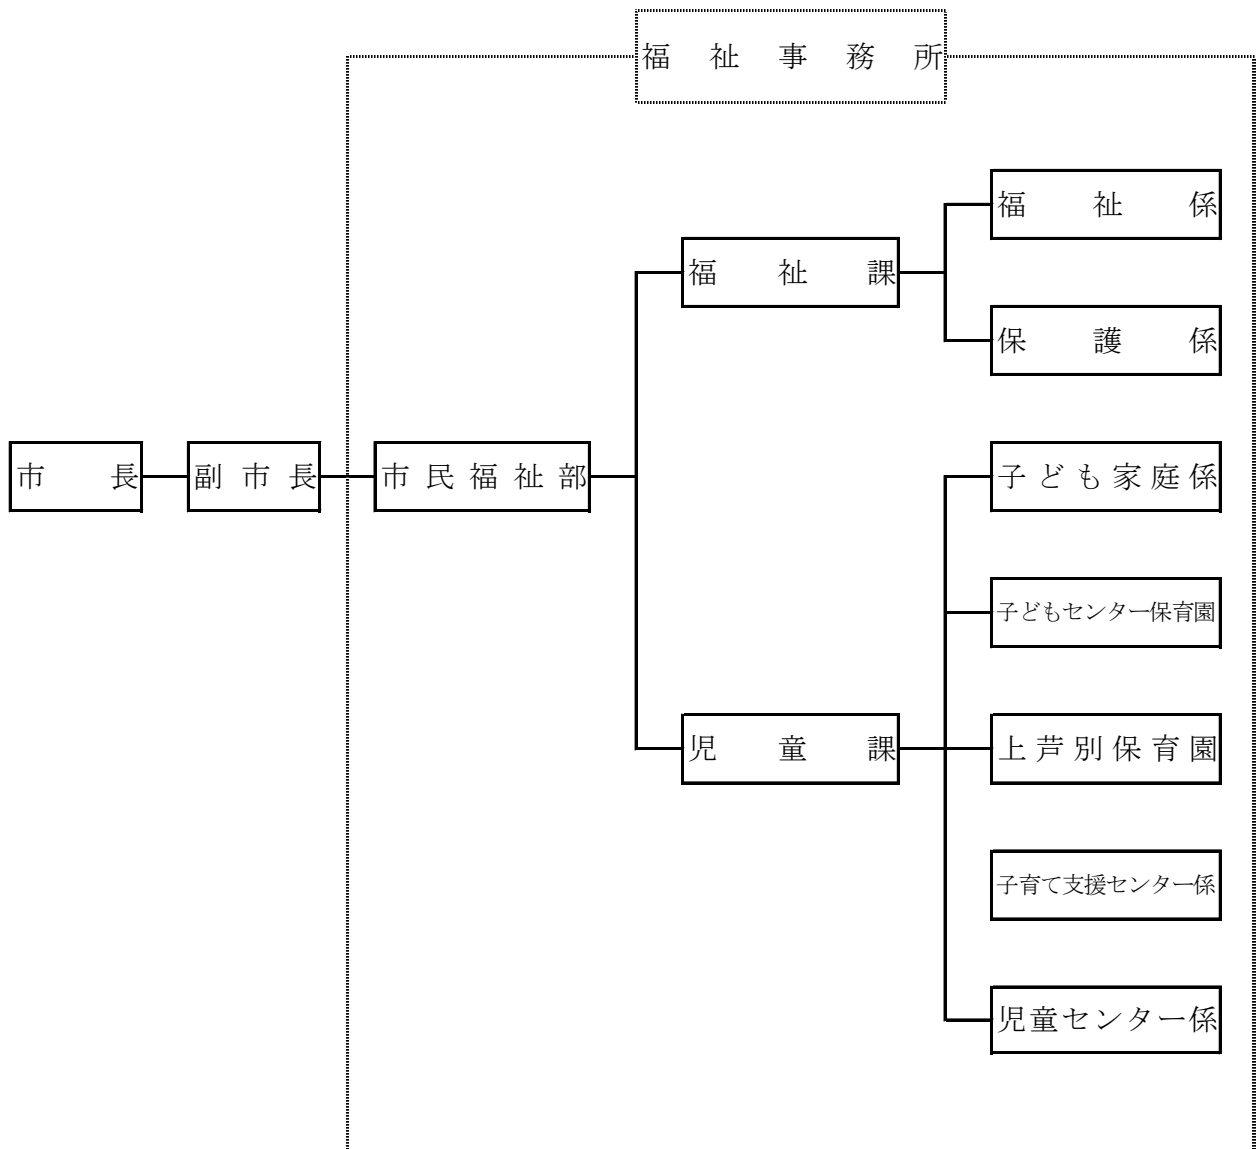 福祉事務所
福祉係
福祉課
保護係
市長
副市長
市民福祉部
子ども家庭係
子どもセンター保育園
児童課
上芦別保育園
子育て支援センター係
児童センター係